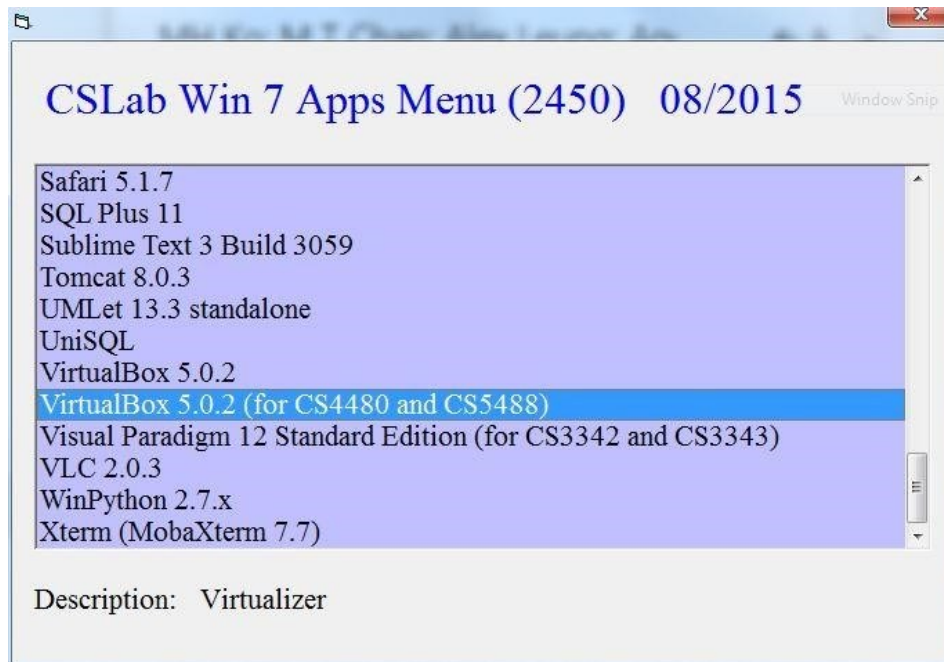 CSLab Win 7 Apps Menu (2450) 08/2015
Window Snip
Safari 5.1.7
SQL Plus 11
Sublime Text 3 Build 3059
Tomcat 8.0.3
UMLet 13.3 standalone
UniSQL
VirtualBox 5.0.2
VirtualBox 5.0.2 (for CS4480 and CS5488)
Visual Paradigm 12 Standard Edition (for CS3342 and CS3343)
VLC 2.0.3
WinPython 2.7.x
Xterm (MobaXterm 7.7)
Description: Virtualizer